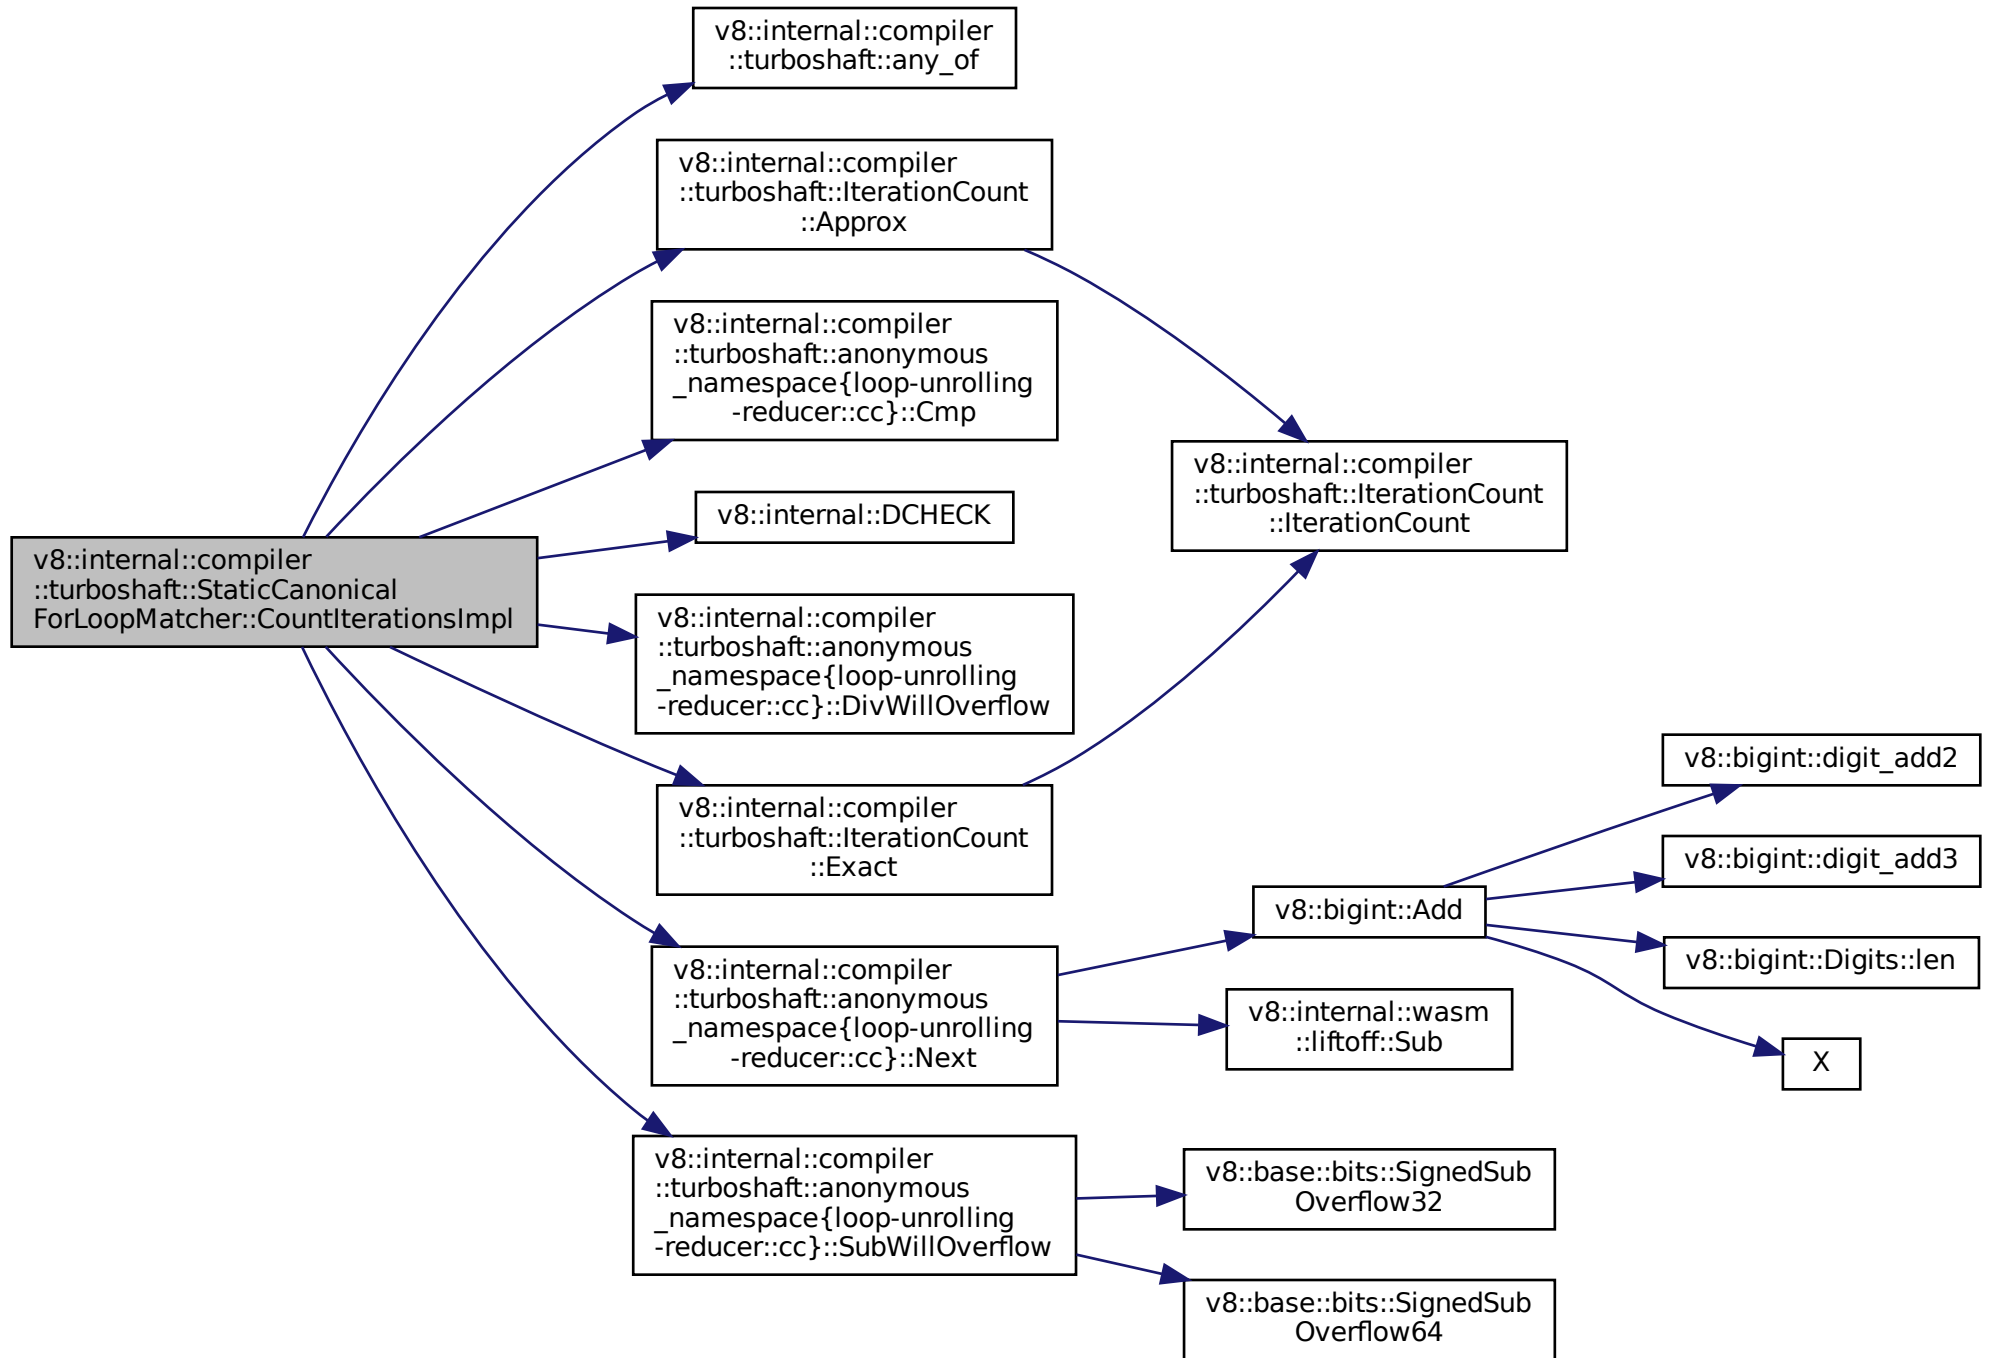 v8::internal::compiler
::turboshaft::any_of
v8::internal::compiler
::turboshaft::IterationCount
::Approx
v8::internal::compiler
::turboshaft::anonymous
_namespace{loop-unrolling
-reducer::cc}::Cmp
v8::internal::compiler
::turboshaft::IterationCount
::IterationCount
v8::internal::DCHECK
v8::internal::compiler
::turboshaft::StaticCanonical
ForLoopMatcher::CountIterationsImpl
v8::internal::compiler
::turboshaft::anonymous
_namespace{loop-unrolling
-reducer::cc}::DivWillOverflow
v8::internal::compiler
::turboshaft::IterationCount
::Exact
v8::bigint::digit_add2
v8::bigint::digit_add3
v8::bigint::Add
v8::bigint::Digits::len
v8::internal::compiler
::turboshaft::anonymous
_namespace{loop-unrolling
-reducer::cc}::Next
v8::internal::wasm
::liftoff::Sub
X
v8::internal::compiler
::turboshaft::anonymous
_namespace{loop-unrolling
-reducer::cc}::SubWillOverflow
v8::base::bits::SignedSub
Overflow32
v8::base::bits::SignedSub
Overflow64